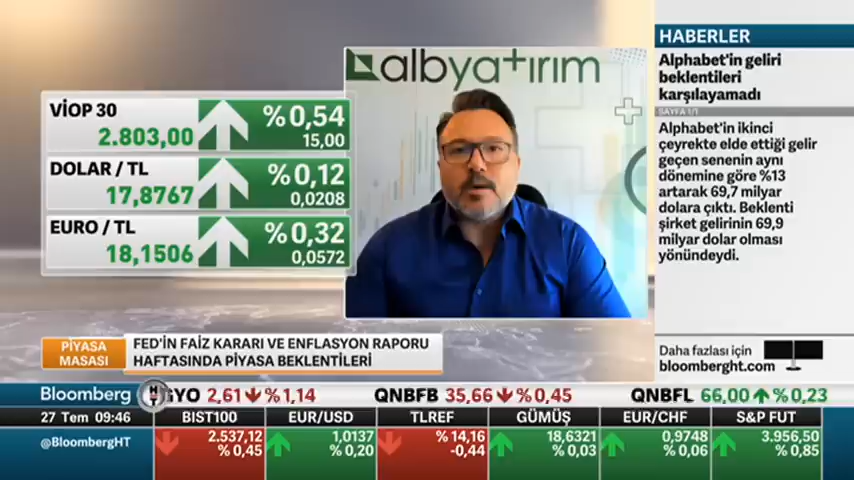 albyatırım
VİOP 30
2.803,00
%0,54
15,00
DOLAR / TL
17,8767
%0,12
0,0208
EURO / TL
18,1506
%0,32
0,0572
PİYASA
MASASI
FED'İN FAİZ KARARI VE ENFLASYON RAPORU
HAFTASINDA PİYASA BEKLENTİLERİ
HABERLER
Alphabet'in geliri
beklentileri
karşılayamadı
SAYFA 1/1
Alphabet'in ikinci
çeyrekte elde ettiği gelir
geçen senenin aynı
dönemine göre %13
artarak 69,7 milyar
dolara çıktı. Beklenti
şirket gelirinin 69,9
milyar dolar olması
yönündeydi.
Daha fazlası için
bloomberght.com
Bloomberg HT
GYO 2,61 %1,14 QNBFB 35,66 %0,45 QNBFL 66,00 %0,23
27 Tem 09:46
@BloombergHT
BIST100
2.537,12
%0,45
EUR/USD
1,0137
%0,20
TLREF
%14,16
-0,44
GÜMÜŞ
18,6321
%0,03
EUR/CHF
0,9748
%0,06
S&P FUT
3.956,50
%0,85